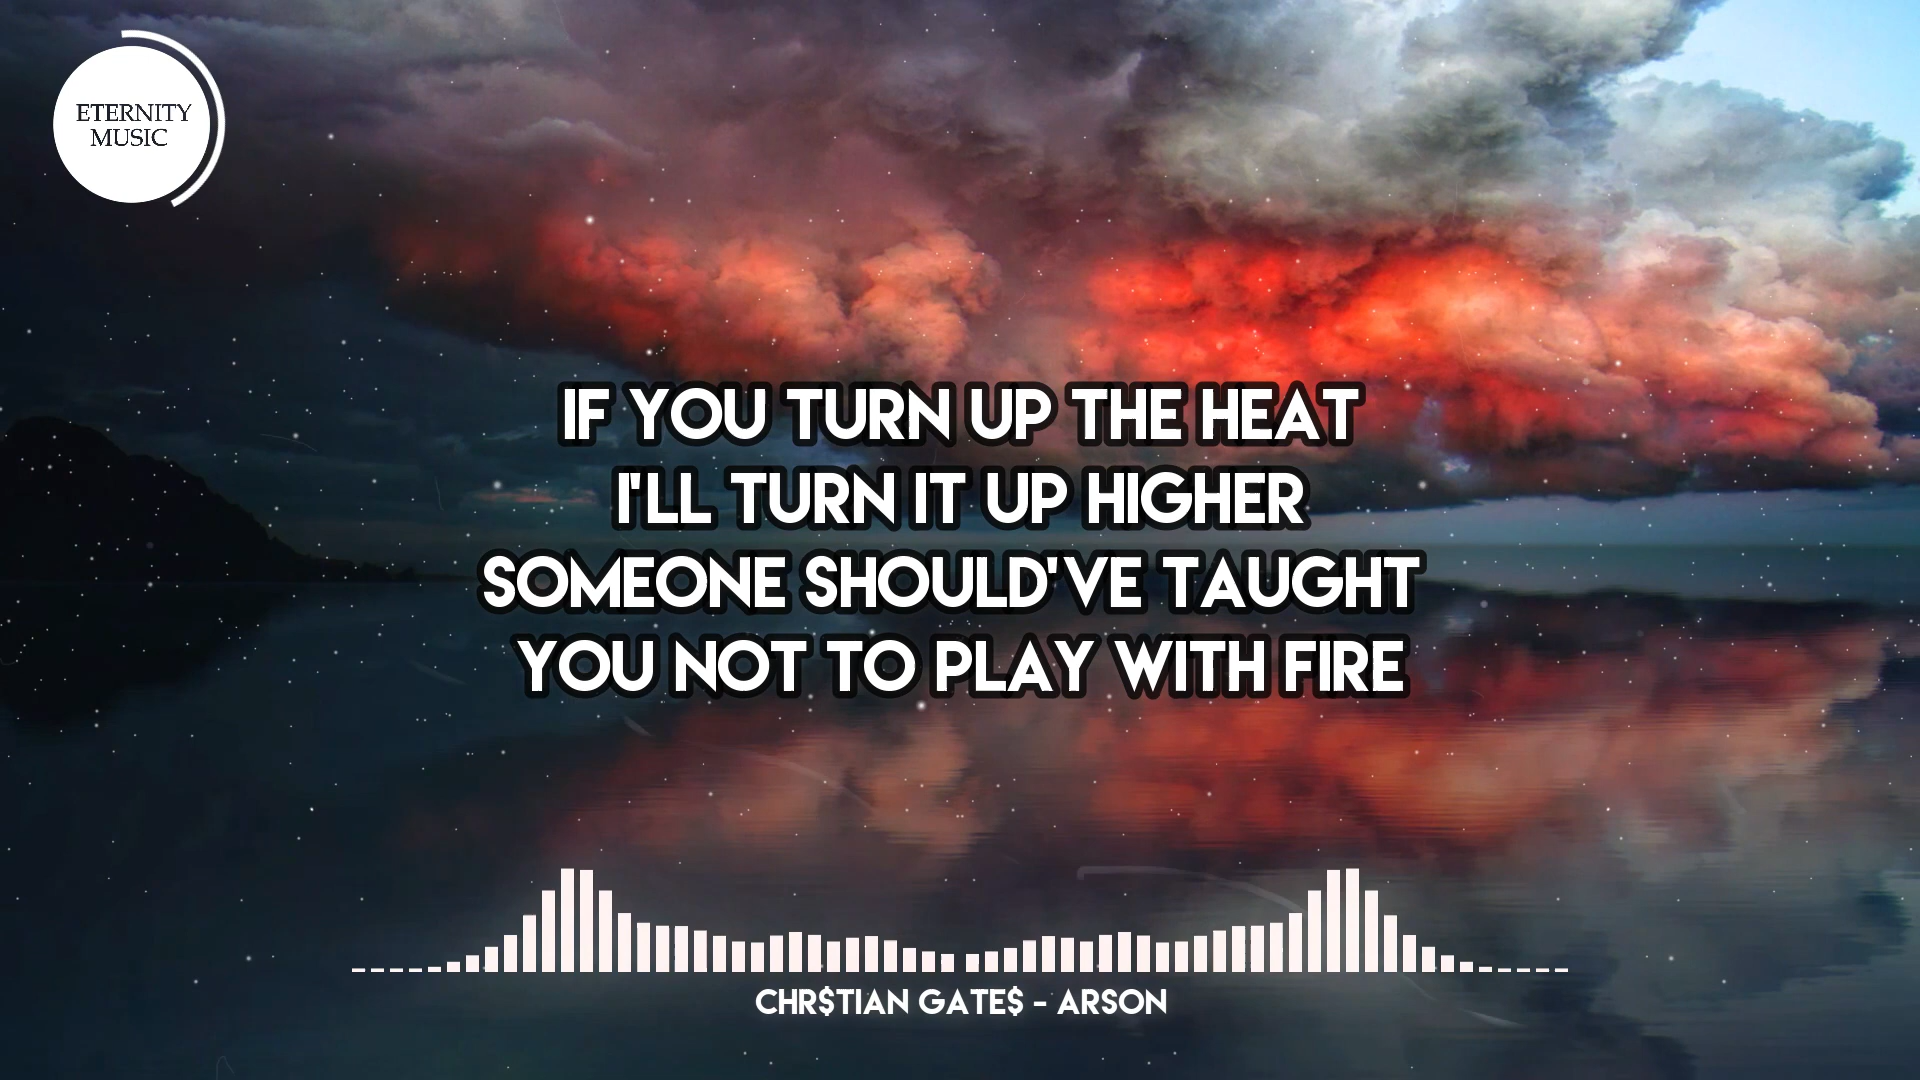 ETERNITY
MUSIC
IF YOU TURN UP THE HEAT
I'LL TURN IT UP HIGHER
SOMEONE SHOULD'VE TAUGHT
YOU NOT TO PLAY WITH FIRE
CHR$TIAN GATE$ - ARSON